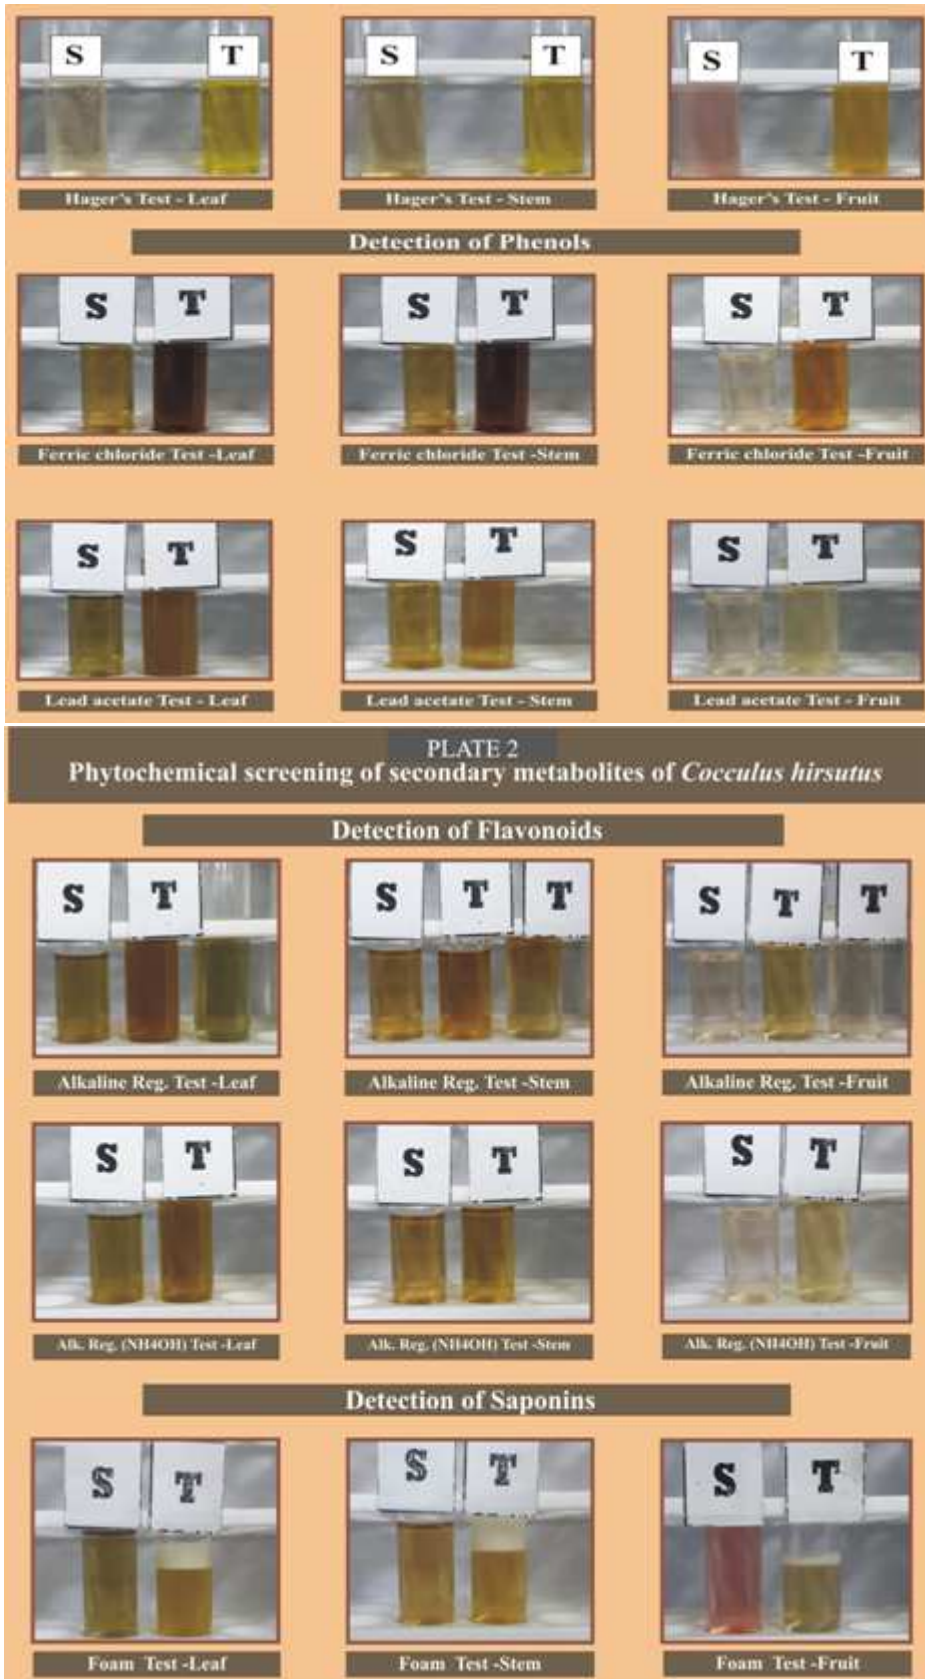 S T S T S T
Hager's Test - Leaf Hager's Test - Stem Hager's Test - Fruit
Detection of Phenols
S T S T S T
Ferric chloride Test -Leaf Ferric chloride Test -Stem Ferric chloride Test -Fruit
S T S T S T
Lead acetate Test - Leaf Lead acetate Test - Stem Lead acetate Test - Fruit
PLATE 2
Phytochemical screening of secondary metabolites of Cocculus hirsutus
Detection of Flavonoids
S T S T T S T T
Alkaline Reg. Test -Leaf Alkaline Reg. Test -Stem Alkaline Reg. Test -Fruit
S T S T S T
Alk. Reg. (NH4OH) Test -Leaf Alk. Reg. (NH4OH) Test -Stem Alk. Reg. (NH4OH) Test -Fruit
Detection of Saponins
S T S T S T
Foam Test -Leaf Foam Test -Stem Foam Test -Fruit